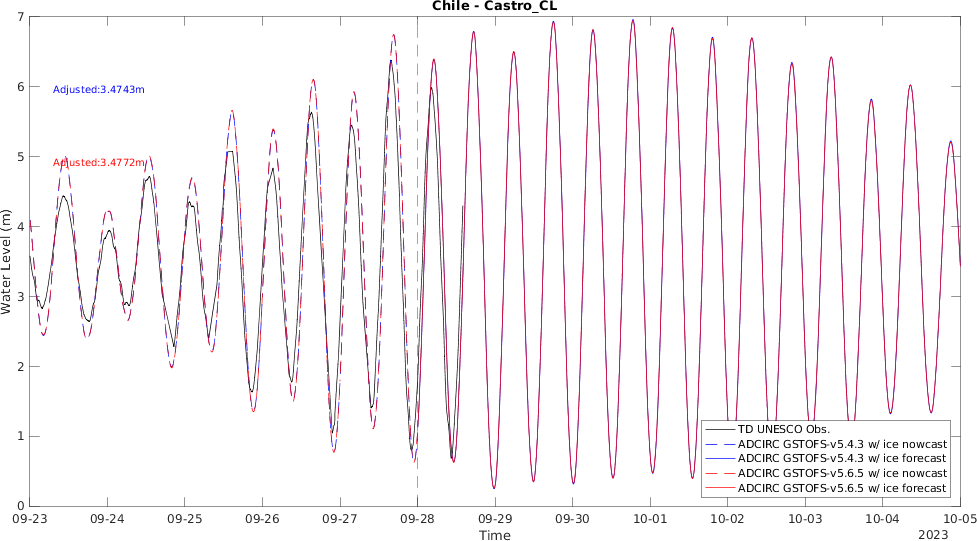 Chile - Castro_CL
7
6
5
4
3
2
1
0
Water Level (m)
Adjusted:3.4743m
Adjusted:3.4772m
TD UNESCO Obs.
ADCIRC GSTOFS-v5.4.3 w/ ice nowcast
ADCIRC GSTOFS-v5.4.3 w/ ice forecast
ADCIRC GSTOFS-v5.6.5 w/ ice nowcast
ADCIRC GSTOFS-v5.6.5 w/ ice forecast
09-23 09-24 09-25 09-26 09-27 09-28 09-29 09-30 10-01 10-02 10-03 10-04 10-05
Time
2023